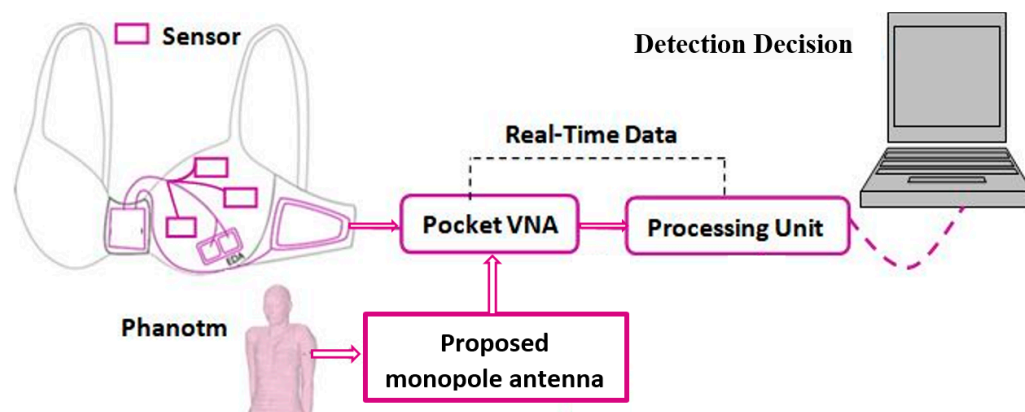 Sensor
Detection Decision
Real-Time Data
Pocket VNA
Processing Unit
EDA
Phanotm
Proposed
monopole antenna